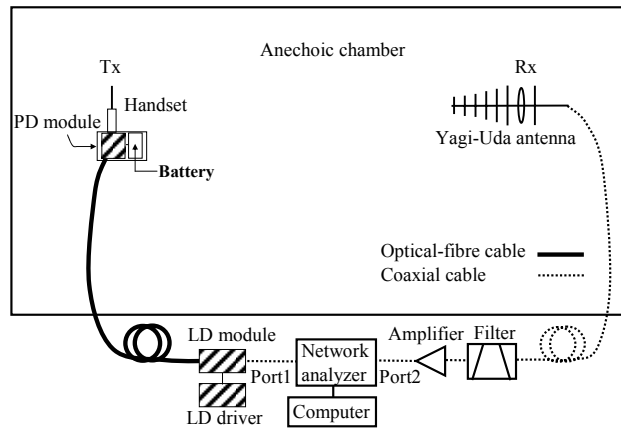 Anechoic chamber
Tx
Rx
Handset
PD module
Yagi-Uda antenna
Battery
Optical-fibre cable
Coaxial cable
LD module
Amplifier
Filter
Network
analyzer
Port1
Port2
LD driver
Computer